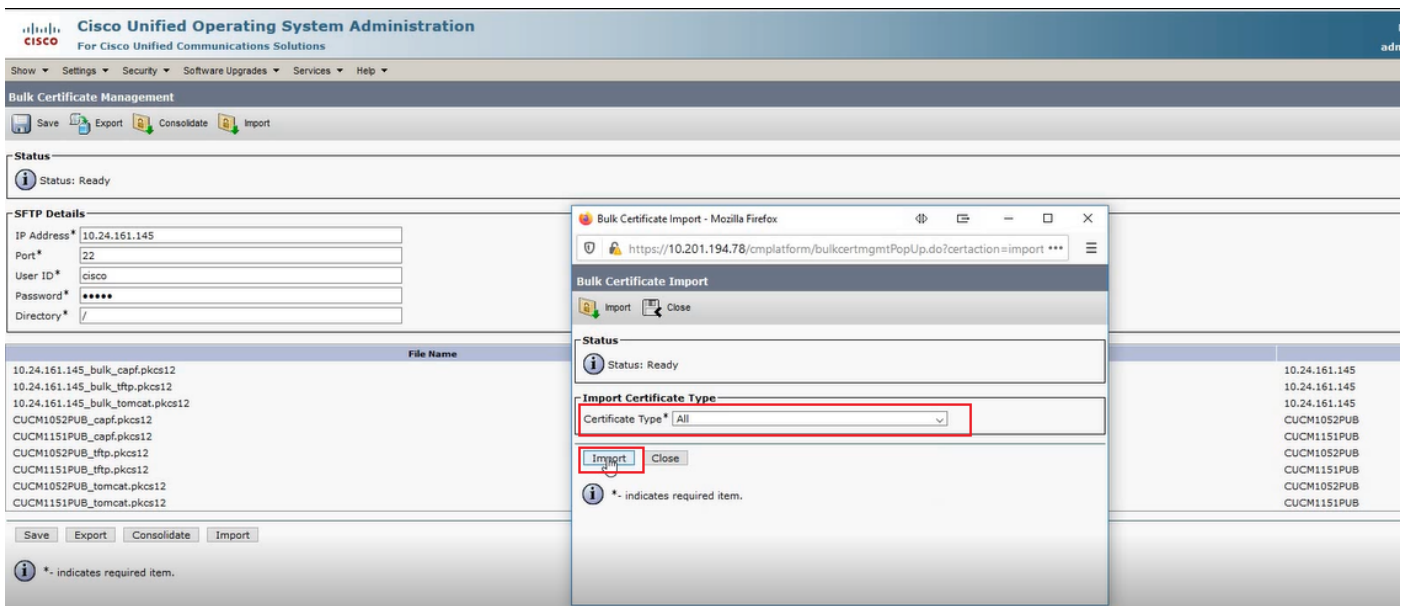 CISCO
Cisco Unified Operating System Administration
For Cisco Unified Communications Solutions
adn
Show Settings Security Software Upgrades Services Help
Bulk Certificate Management
Save Export Consolidate Import
Status
Status: Ready
SFTP Details
IP Address* 10.24.161.145
Port* 22
User ID* cisco
Password* •••••
Directory* /
File Name
10.24.161.145_bulk_capf.pkcs12 10.24.161.145
10.24.161.145_bulk_tftp.pkcs12 10.24.161.145
10.24.161.145_bulk_tomcat.pkcs12 10.24.161.145
CUCM1052PUB_capf.pkcs12 CUCM1052PUB
CUCM1151PUB_capf.pkcs12 CUCM1151PUB
CUCM1052PUB_tftp.pkcs12 CUCM1052PUB
CUCM1151PUB_tftp.pkcs12 CUCM1151PUB
CUCM1052PUB_tomcat.pkcs12 CUCM1052PUB
CUCM1151PUB_tomcat.pkcs12 CUCM1151PUB
Save Export Consolidate Import
*- indicates required item.
Bulk Certificate Import - Mozilla Firefox
https://10.201.194.78/cmplatform/bulkcertmgmtPopUp.do?certaction=import •••
Bulk Certificate Import
Import Close
Status
Status: Ready
Import Certificate Type
Certificate Type* All
Import Close
*- indicates required item.